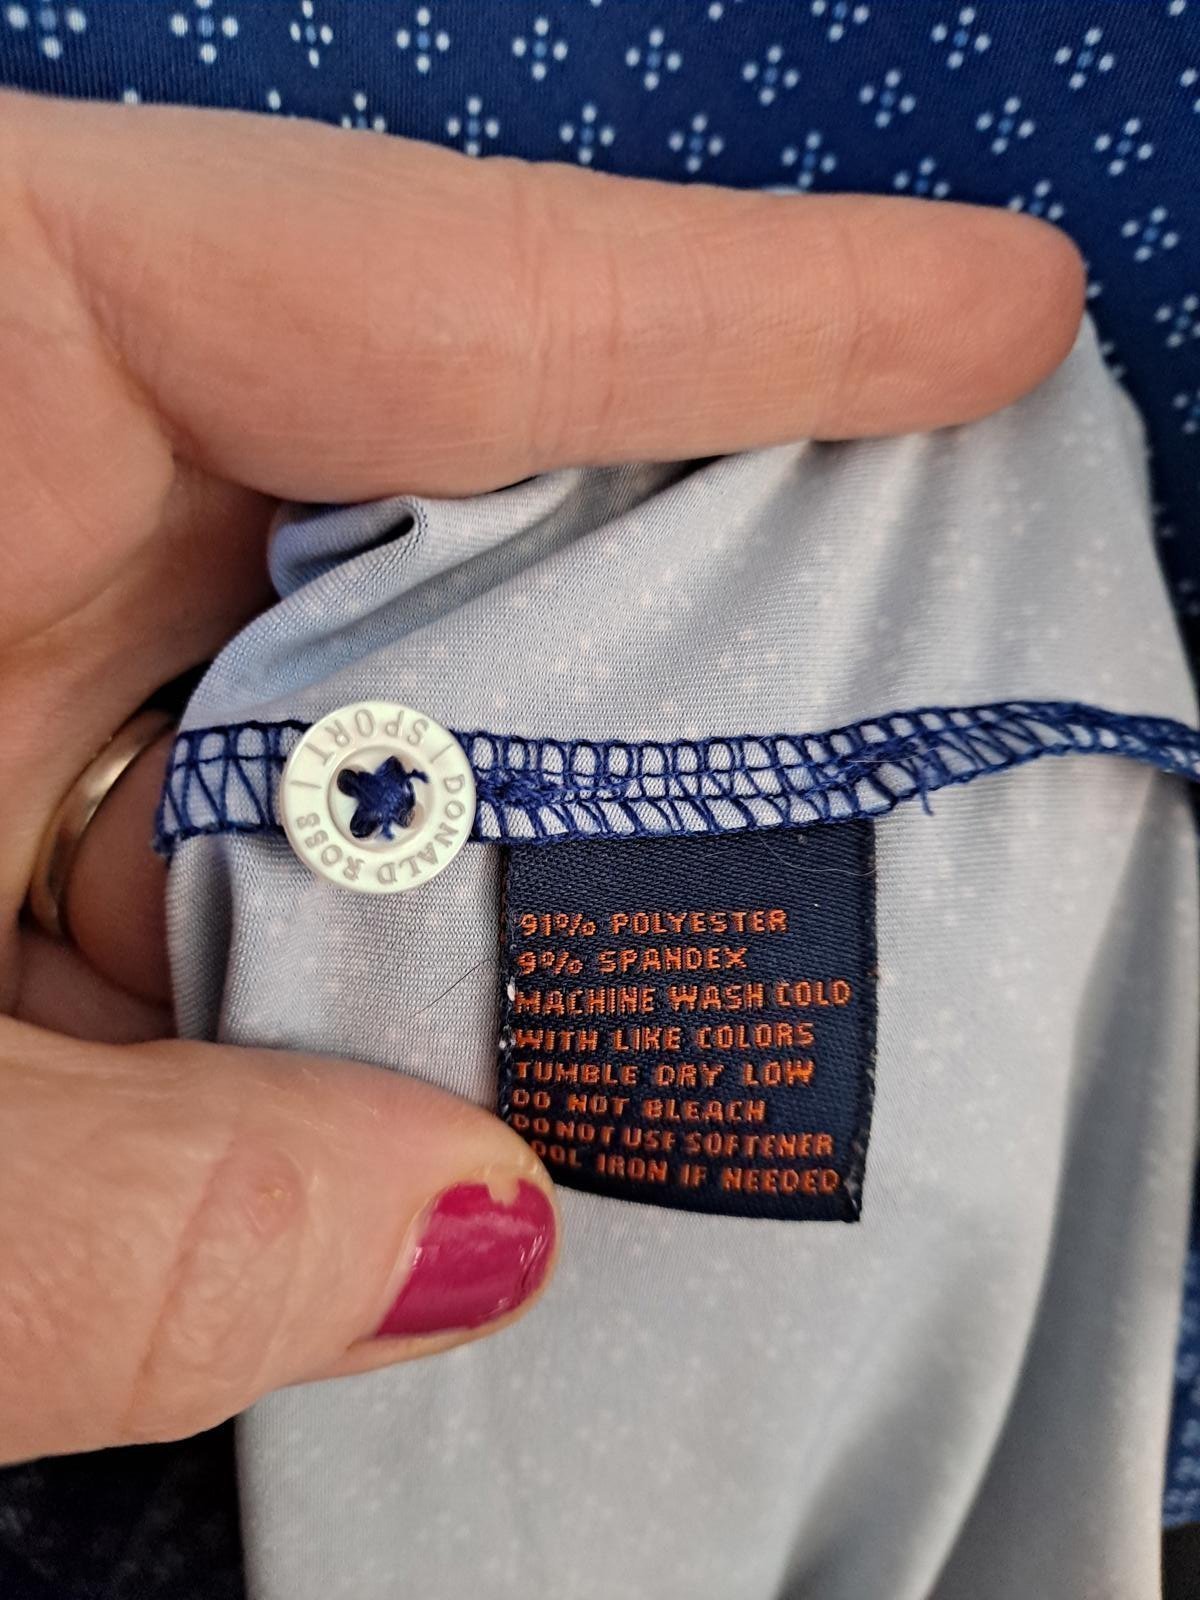 DONALD ROSS | SPORT |
91% POLYESTER
9% SPANDEX
MACHINE WASH COLD
WITH LIKE COLORS
TUMBLE DRY LOW
DO NOT BLEACH
DO NOT USE SOFTENER
OOL IRON IF NEEDED